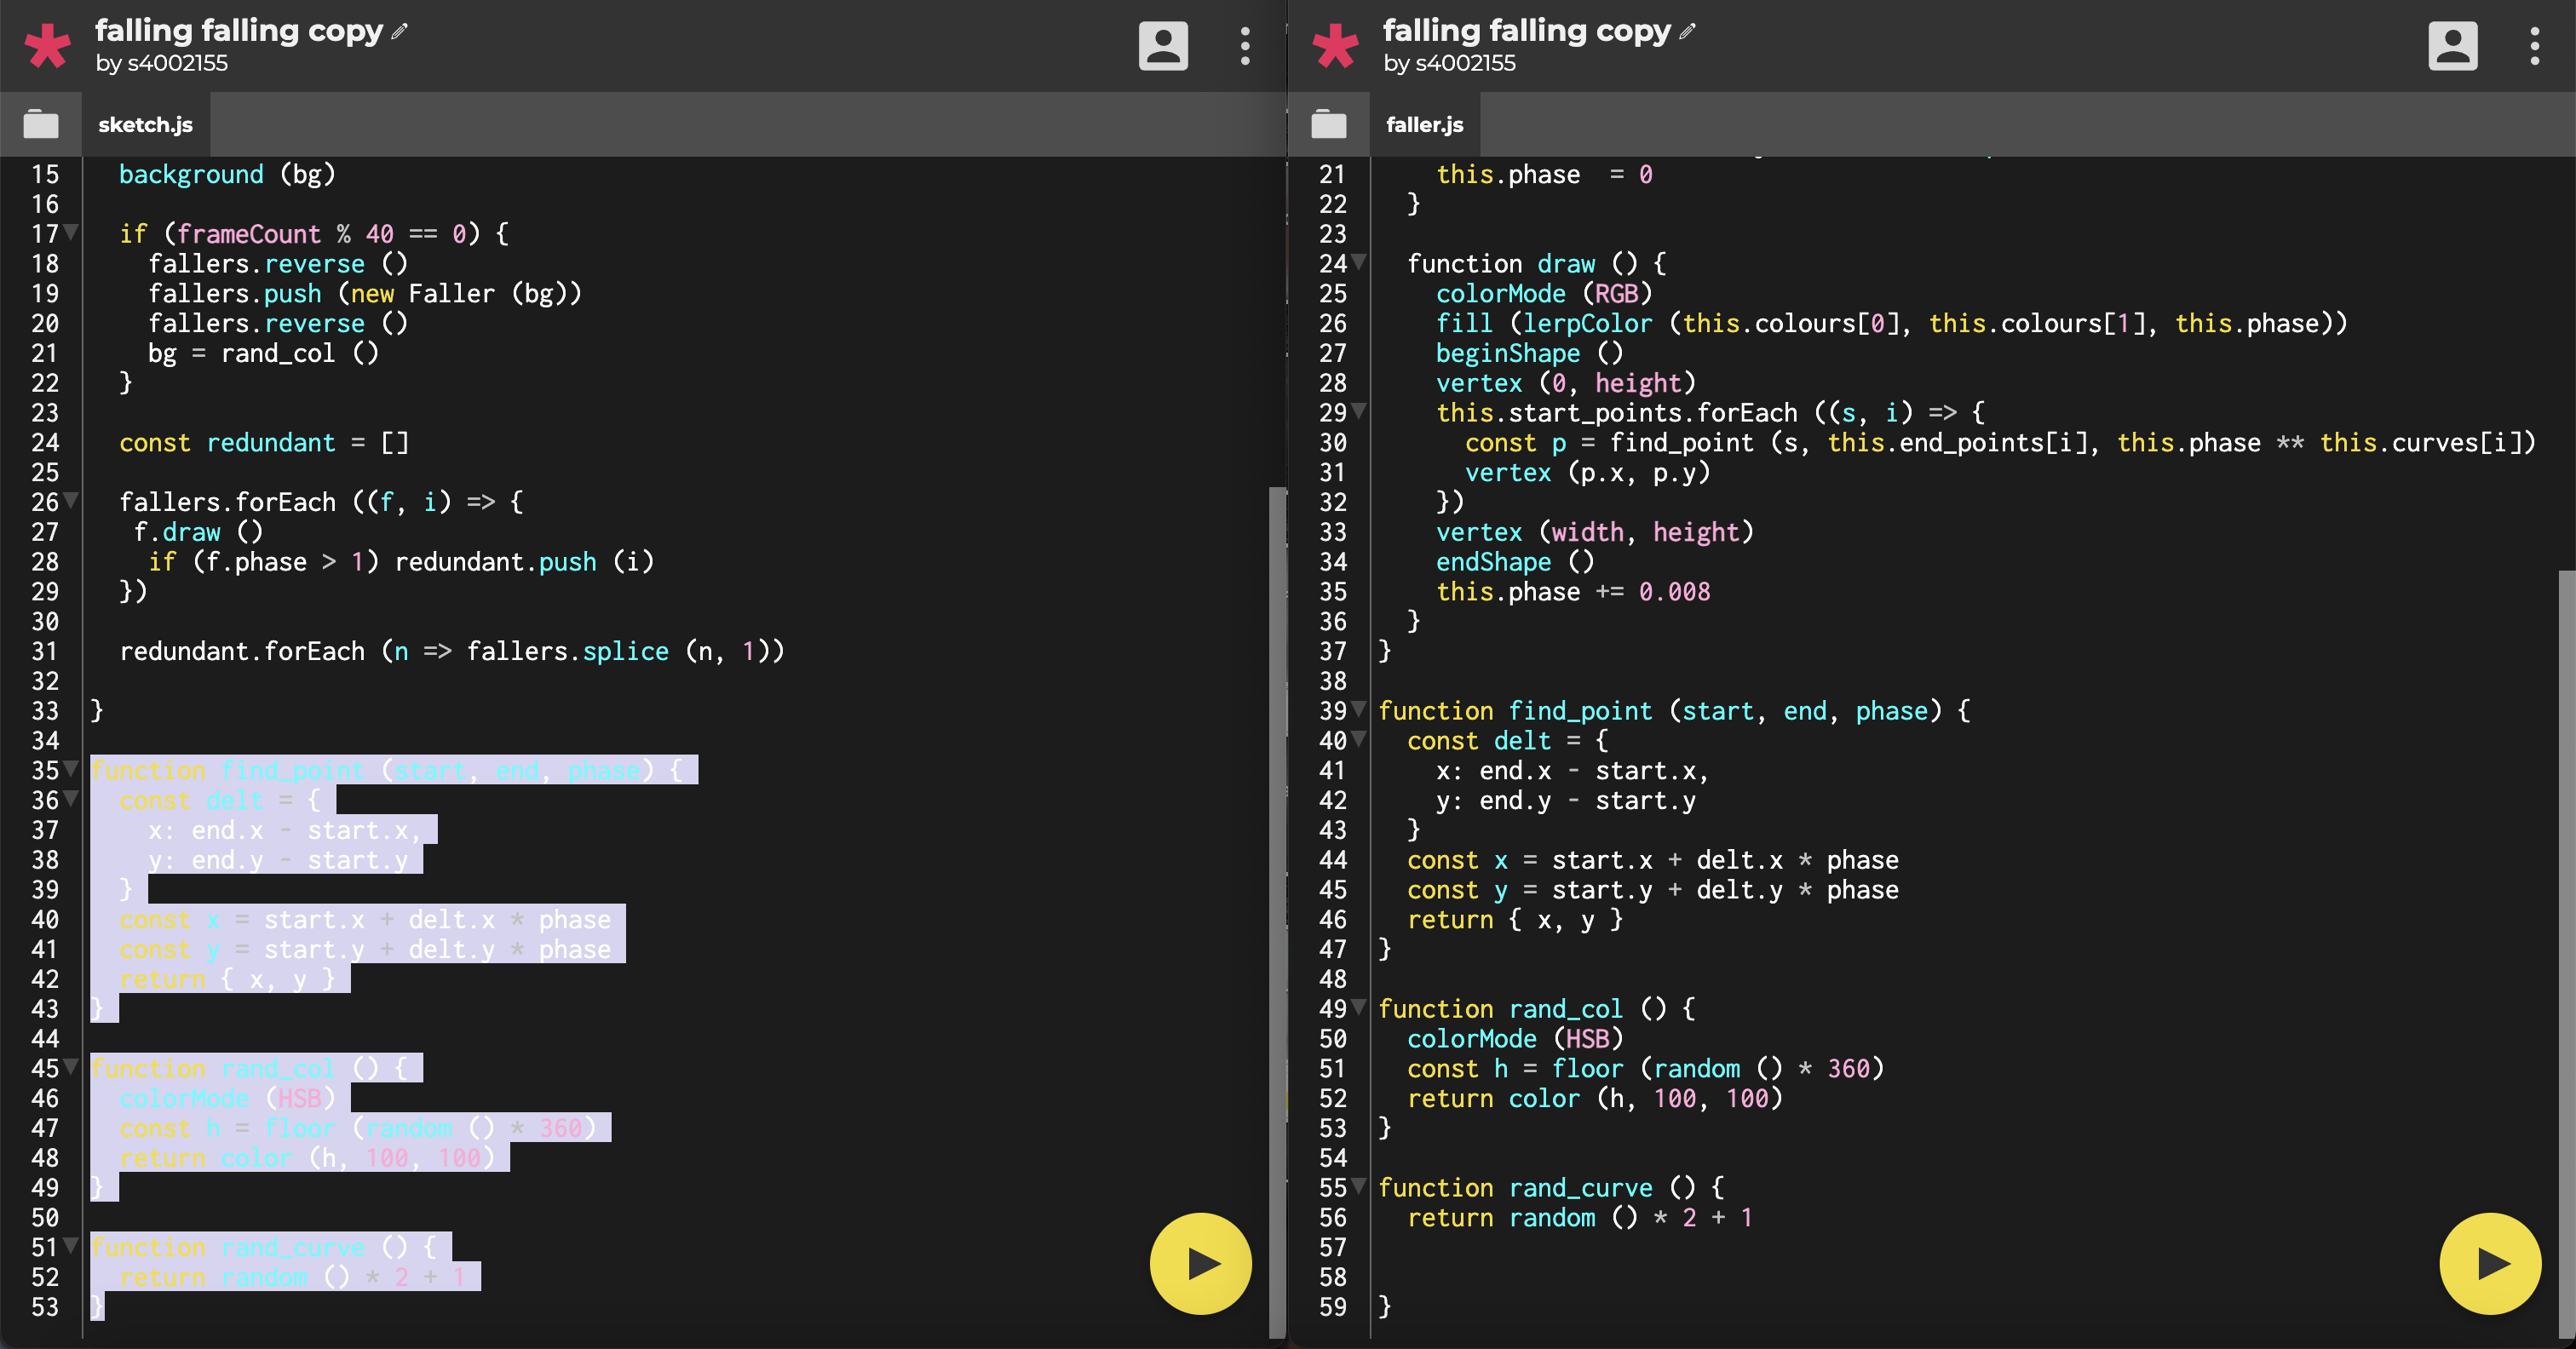 falling falling copy
by s4002155
sketch.js
15   background (bg)
16
17   if (frameCount % 40 == 0) {
18     fallers.reverse ()
19     fallers.push (new Faller (bg))
20     fallers.reverse ()
21     bg = rand_col ()
22   }
23
24   const redundant = []
25
26   fallers.forEach ((f, i) => {
27    f.draw ()
28     if (f.phase > 1) redundant.push (i)
29   })
30
31   redundant.forEach (n => fallers.splice (n, 1))
32
33 }
34
35 function find_point (start, end, phase) {
36   const delt = {
37     x: end.x - start.x,
38     y: end.y - start.y
39   }
40   const x = start.x + delt.x * phase
41   const y = start.y + delt.y * phase
42   return { x, y }
43 }
44
45 function rand_col () {
46   colorMode (HSB)
47   const h = floor (random () * 360)
48   return color (h, 100, 100)
49 }
50
51 function rand_curve () {
52   return random () * 2 + 1
53 }
falling falling copy
by s4002155
faller.js
21     this.phase  = 0
22   }
23
24   function draw () {
25     colorMode (RGB)
26     fill (lerpColor (this.colours[0], this.colours[1], this.phase))
27     beginShape ()
28     vertex (0, height)
29     this.start_points.forEach ((s, i) => {
30       const p = find_point (s, this.end_points[i], this.phase ** this.curves[i])
31       vertex (p.x, p.y)
32     })
33     vertex (width, height)
34     endShape ()
35     this.phase += 0.008
36   }
37 }
38
39 function find_point (start, end, phase) {
40   const delt = {
41     x: end.x - start.x,
42     y: end.y - start.y
43   }
44   const x = start.x + delt.x * phase
45   const y = start.y + delt.y * phase
46   return { x, y }
47 }
48
49 function rand_col () {
50   colorMode (HSB)
51   const h = floor (random () * 360)
52   return color (h, 100, 100)
53 }
54
55 function rand_curve () {
56   return random () * 2 + 1
57
58
59 }